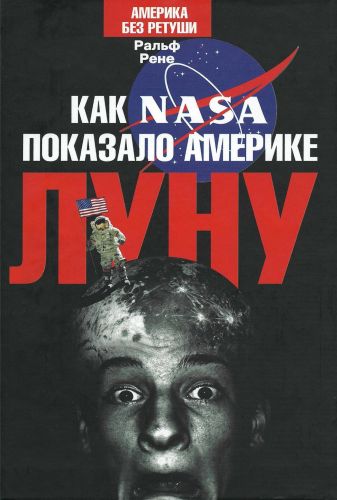 АМЕРИКА
БЕЗ РЕТУШИ
Ральф
Рене
КАК NASA
ПОКАЗАЛО АМЕРИКЕ
ЛУНУ